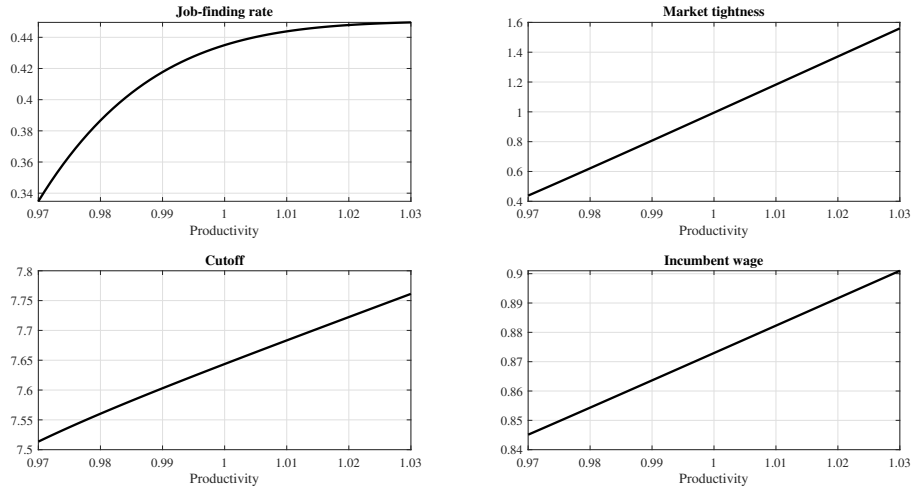 Job-finding rate
0.44
0.42
0.4
0.38
0.36
0.34
0.97 0.98 0.99 1 1.01 1.02 1.03
Productivity
Market tightness
1.6
1.4
1.2
1
0.8
0.6
0.4
0.97 0.98 0.99 1 1.01 1.02 1.03
Productivity
Cutoff
7.8
7.75
7.7
7.65
7.6
7.55
7.5
0.97 0.98 0.99 1 1.01 1.02 1.03
Productivity
Incumbent wage
0.9
0.89
0.88
0.87
0.86
0.85
0.84
0.97 0.98 0.99 1 1.01 1.02 1.03
Productivity